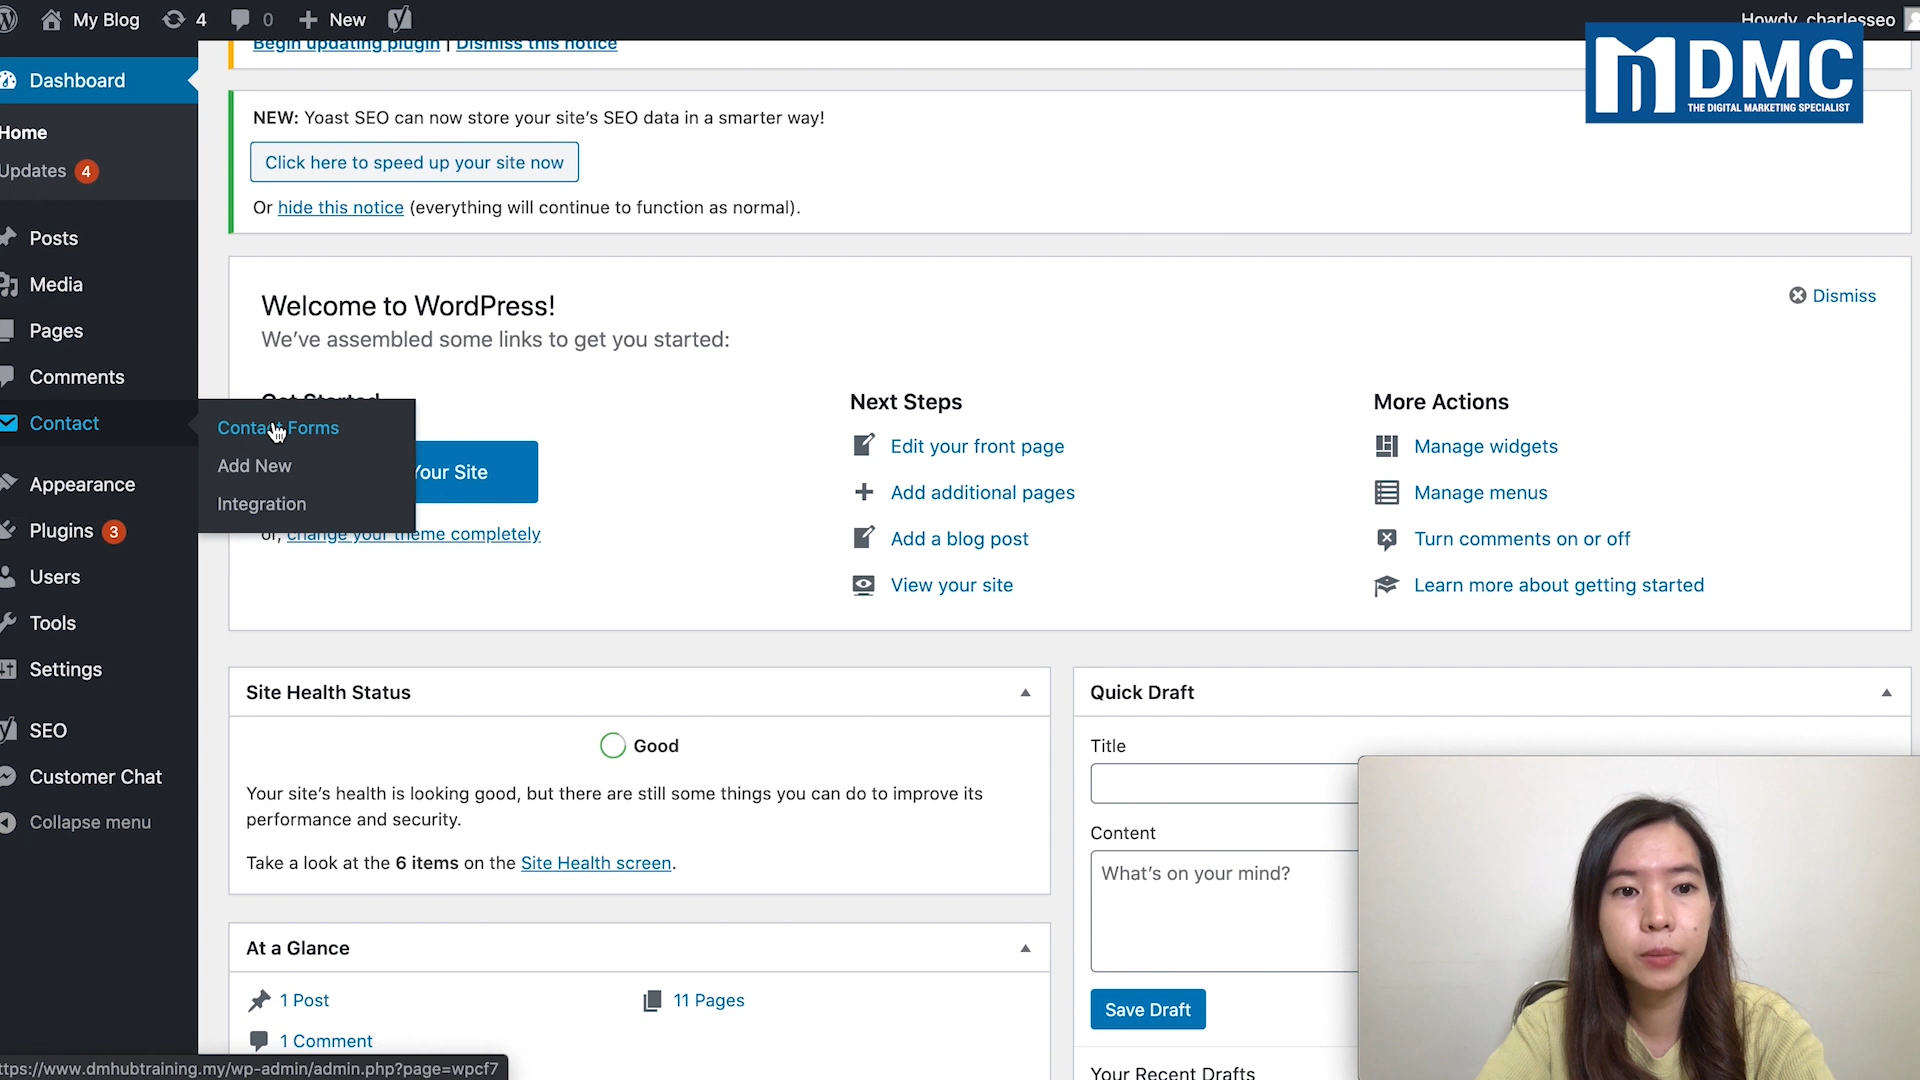 My Blog 4 0 New
Howdy, charlesseo
DMC
THE DIGITAL MARKETING SPECIALIST
Dashboard
Home
Updates 4
Posts
Media
Pages
Comments
Contact
Appearance
Plugins 3
Users
Tools
Settings
SEO
Customer Chat
Collapse menu
Contact Forms
Add New
Integration
Begin updating plugin | Dismiss this notice
NEW: Yoast SEO can now store your site's SEO data in a smarter way!
Click here to speed up your site now
Or hide this notice (everything will continue to function as normal).
Welcome to WordPress!
Dismiss
We've assembled some links to get you started:
Get Started
Your Site
or, change your theme completely
Next Steps
Edit your front page
Add additional pages
Add a blog post
View your site
More Actions
Manage widgets
Manage menus
Turn comments on or off
Learn more about getting started
Site Health Status
Good
Your site's health is looking good, but there are still some things you can do to improve its
performance and security.
Take a look at the 6 items on the Site Health screen.
At a Glance
1 Post
11 Pages
1 Comment
Quick Draft
Title
Content
What's on your mind?
Save Draft
Your Recent Drafts
ttps://www.dmhubtraining.my/wp-admin/admin.php?page=wpcf7